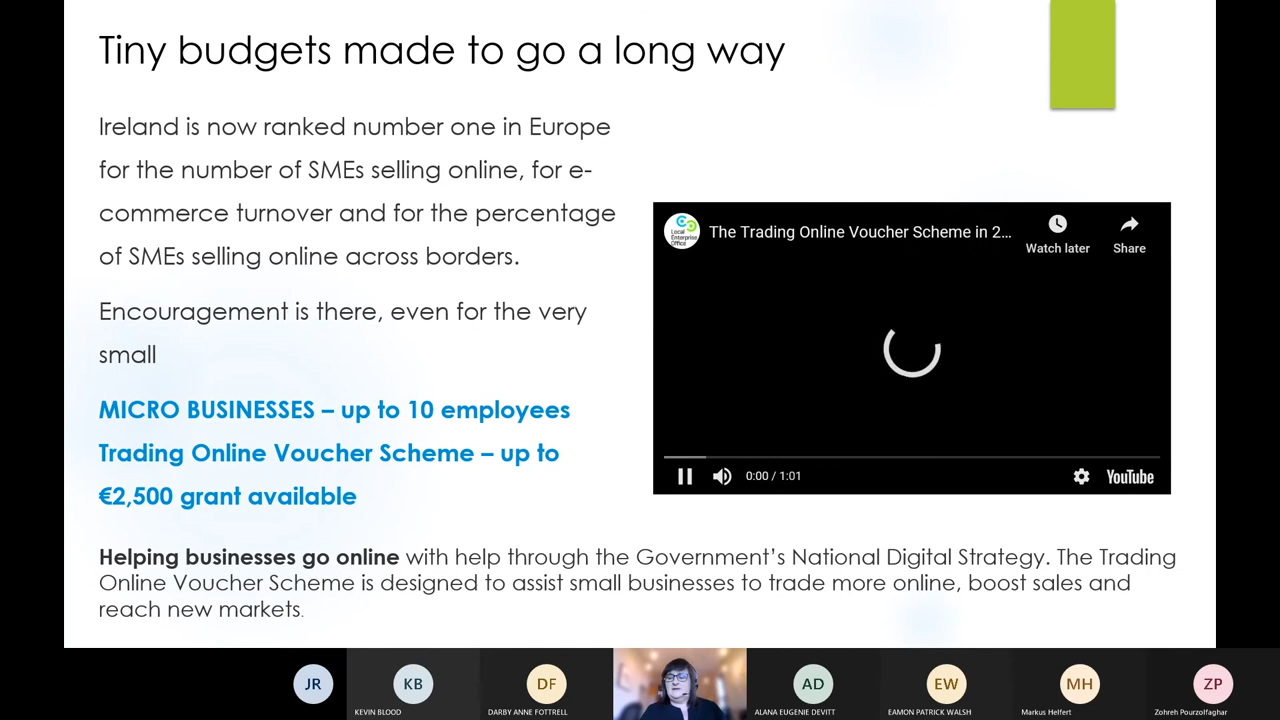 Tiny budgets made to go a long way
Ireland is now ranked number one in Europe
for the number of SMEs selling online, for e-
commerce turnover and for the percentage
of SMEs selling online across borders.
Encouragement is there, even for the very
small
MICRO BUSINESSES – up to 10 employees
Trading Online Voucher Scheme – up to
€2,500 grant available
Local
Enterprise
Office
The Trading Online Voucher Scheme in 2...
Watch later
Share
0:00 / 1:01
YouTube
Helping businesses go online with help through the Government's National Digital Strategy. The Trading
Online Voucher Scheme is designed to assist small businesses to trade more online, boost sales and
reach new markets.
JR
KB
KEVIN BLOOD
DF
DARBY ANNE FOTTRELL
AD
ALANA EUGENIE DEVITT
EW
EAMON PATRICK WALSH
MH
Markus Helfert
ZP
Zohreh Pourzolfaghar